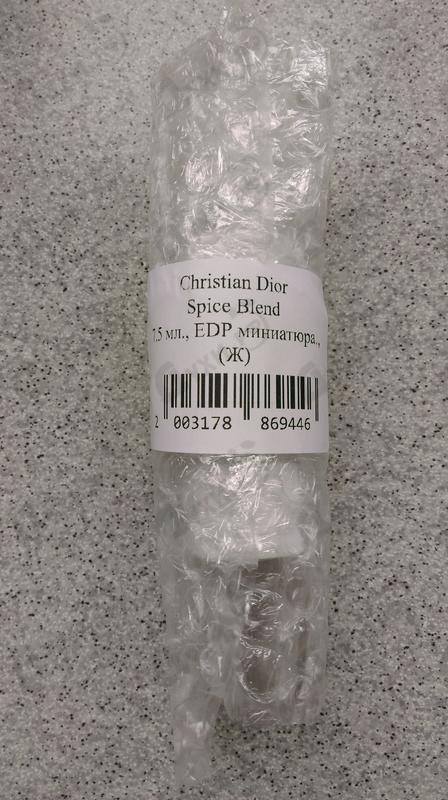 Christian Dior
Spice Blend
7.5 мл., EDP миниатюра.,
(Ж)
2 003178 869446